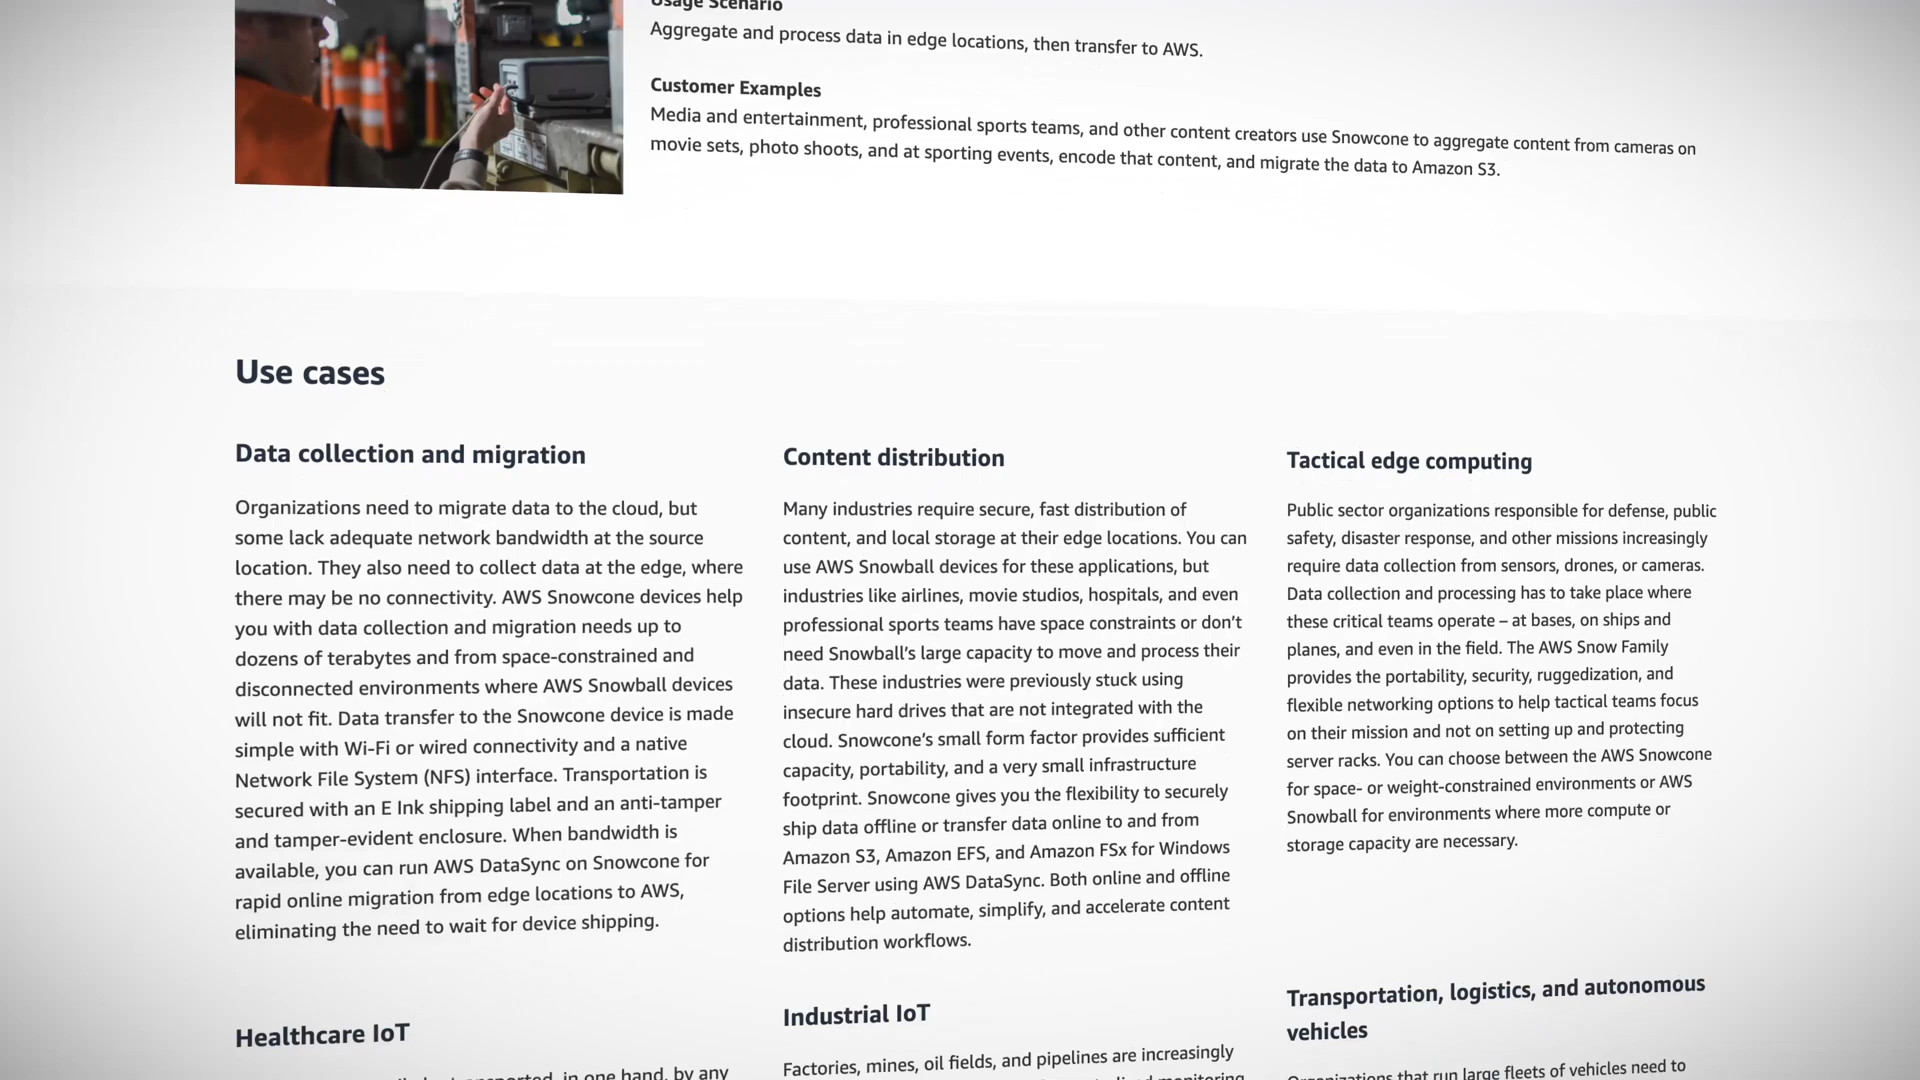 Usage Scenario
Aggregate and process data in edge locations, then transfer to AWS.
Customer Examples
Media and entertainment, professional sports teams, and other content creators use Snowcone to aggregate content from cameras on
movie sets, photo shoots, and at sporting events, encode that content, and migrate the data to Amazon S3.
Use cases
Data collection and migration
Organizations need to migrate data to the cloud, but
some lack adequate network bandwidth at the source
location. They also need to collect data at the edge, where
there may be no connectivity. AWS Snowcone devices help
you with data collection and migration needs up to
dozens of terabytes and from space-constrained and
disconnected environments where AWS Snowball devices
will not fit. Data transfer to the Snowcone device is made
simple with Wi-Fi or wired connectivity and a native
Network File System (NFS) interface. Transportation is
secured with an E Ink shipping label and an anti-tamper
and tamper-evident enclosure. When bandwidth is
available, you can run AWS DataSync on Snowcone for
rapid online migration from edge locations to AWS,
eliminating the need to wait for device shipping.
Content distribution
Many industries require secure, fast distribution of
content, and local storage at their edge locations. You can
use AWS Snowball devices for these applications, but
industries like airlines, movie studios, hospitals, and even
professional sports teams have space constraints or don't
need Snowball's large capacity to move and process their
data. These industries were previously stuck using
insecure hard drives that are not integrated with the
cloud. Snowcone's small form factor provides sufficient
capacity, portability, and a very small infrastructure
footprint. Snowcone gives you the flexibility to securely
ship data offline or transfer data online to and from
Amazon S3, Amazon EFS, and Amazon FSx for Windows
File Server using AWS DataSync. Both online and offline
options help automate, simplify, and accelerate content
distribution workflows.
Tactical edge computing
Public sector organizations responsible for defense, public
safety, disaster response, and other missions increasingly
require data collection from sensors, drones, or cameras.
Data collection and processing has to take place where
these critical teams operate – at bases, on ships and
planes, and even in the field. The AWS Snow Family
provides the portability, security, ruggedization, and
flexible networking options to help tactical teams focus
on their mission and not on setting up and protecting
server racks. You can choose between the AWS Snowcone
for space- or weight-constrained environments or AWS
Snowball for environments where more compute or
storage capacity are necessary.
Healthcare IoT
in one hand, by any
Industrial IoT
Factories, mines, oil fields, and pipelines are increasingly
monitoring
Transportation, logistics, and autonomous
vehicles
Organizations that run large fleets of vehicles need to